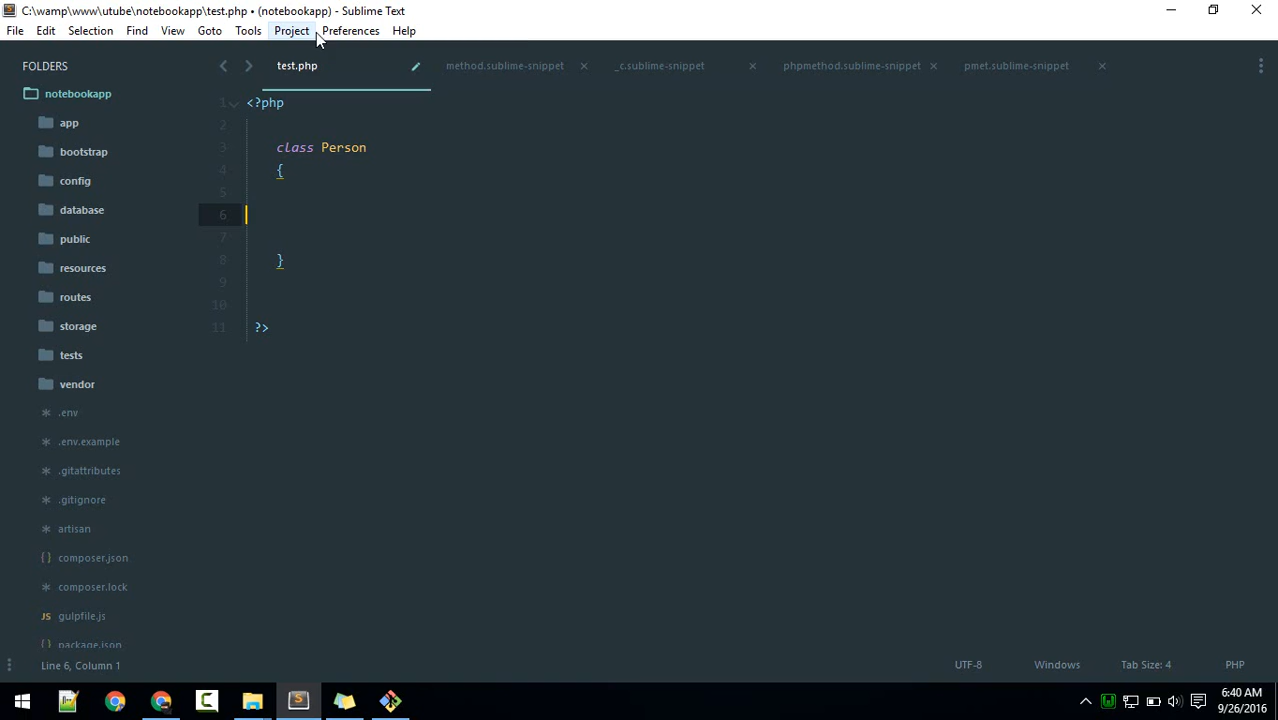 C:\wamp\www\utube\notebookapp\test.php • (notebookapp) - Sublime Text
File Edit Selection Find View Goto Tools Project Preferences Help
FOLDERS
notebookapp
app
bootstrap
config
database
public
resources
routes
storage
tests
vendor
.env
.env.example
.gitattributes
.gitignore
artisan
{ } composer.json
composer.lock
JS gulpfile.js
{ } package.json
test.php method.sublime-snippet _c.sublime-snippet phpmethod.sublime-snippet pmet.sublime-snippet
1 <?php
2
3 class Person
4 {
5
6
7
8 }
9
10
11 ?>
Line 6, Column 1 UTF-8 Windows Tab Size: 4 PHP
6:40 AM
9/26/2016